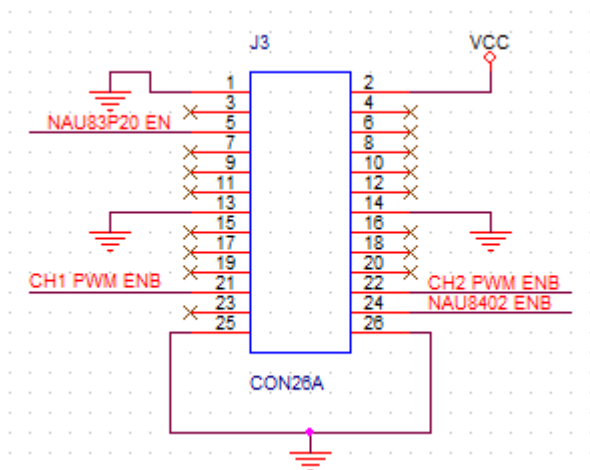 J3
VCC
1 2
3 4
5 6
NAU83P20 EN
7 8
9 10
11 12
13 14
15 16
17 18
19 20
CH1 PWM ENB 21 22 CH2 PWM ENB
23 24 NAU8402 ENB
25 26
CON26A